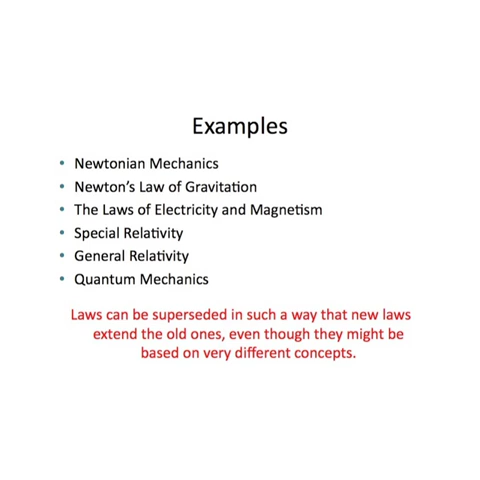 Examples
• Newtonian Mechanics
• Newton's Law of Gravitation
• The Laws of Electricity and Magnetism
• Special Relativity
• General Relativity
• Quantum Mechanics
Laws can be superseded in such a way that new laws
extend the old ones, even though they might be
based on very different concepts.